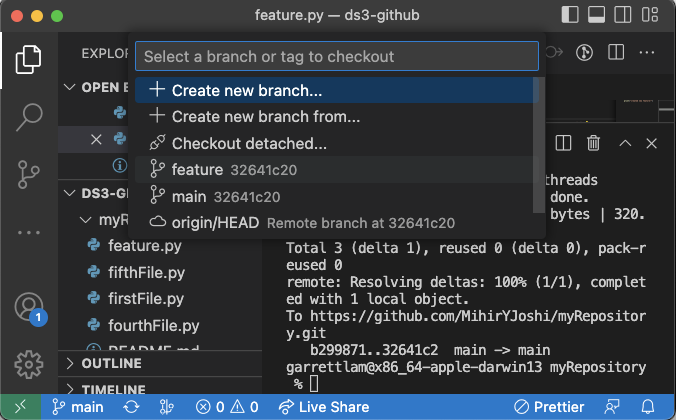 feature.py — ds3-github
EXPLOR
Select a branch or tag to checkout
Create new branch...
Create new branch from...
Checkout detached...
feature 32641c20
main 32641c20
origin/HEAD Remote branch at 32641c20
OPEN E
DS3-GI
myR
feature.py
fifthFile.py
firstFile.py
fourthFile.py
README.md
OUTLINE
TIMELINE
threads
done.
bytes | 320.
Total 3 (delta 1), reused 0 (delta 0), pack-r
eused 0
remote: Resolving deltas: 100% (1/1), complet
ed with 1 local object.
To https://github.com/MihirYJoshi/myRepositor
y.git
b299871..32641c2 main -> main
garrettlam@x86_64-apple-darwin13 myRepository
%
1
main
0 0
Live Share
Prettier